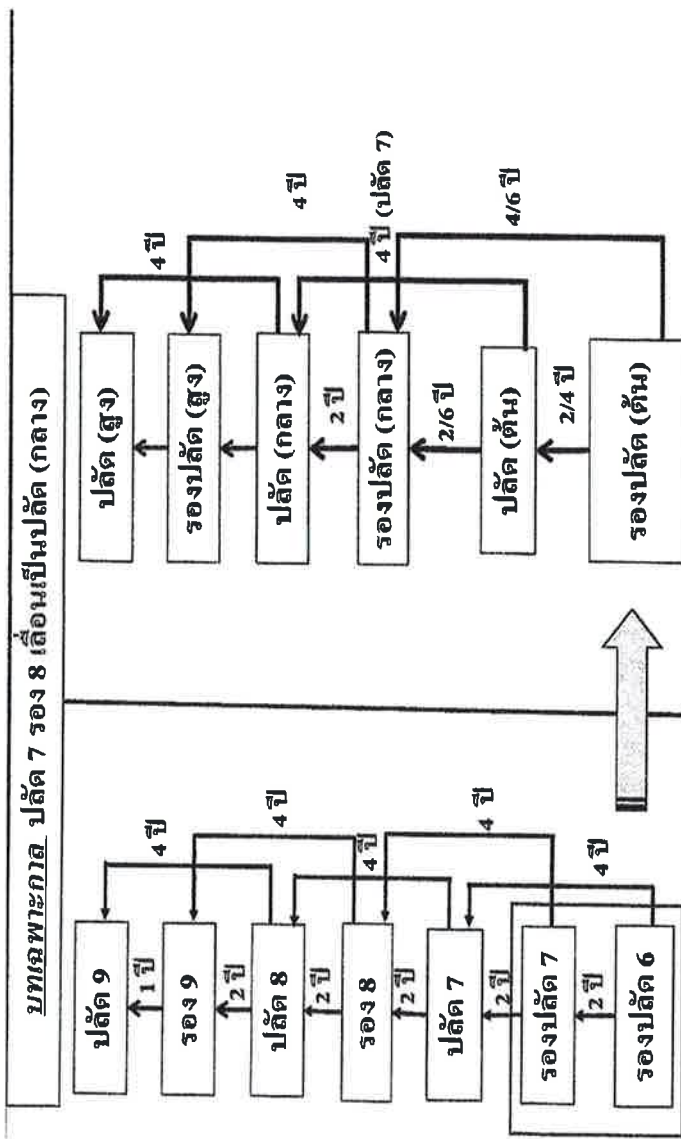 บทเฉพาะกาล ปลัด 7 รอง 8 เลื่อนเป็นปลัด (กลาง)
ปลัด 9
1 ปี
4 ปี
รอง 9
2 ปี
4 ปี
ปลัด 8
2 ปี
4 ปี
รอง 8
2 ปี
4 ปี
ปลัด 7
2 ปี
4 ปี
รองปลัด 7
2 ปี
รองปลัด 6
ปลัด (สูง)
4 ปี
รองปลัด (สูง)
4 ปี
ปลัด (กลาง)
2 ปี
4 ปี (ปลัด 7)
รองปลัด (กลาง)
2/6 ปี
4/6 ปี
ปลัด (ต้น)
2/4 ปี
รองปลัด (ต้น)